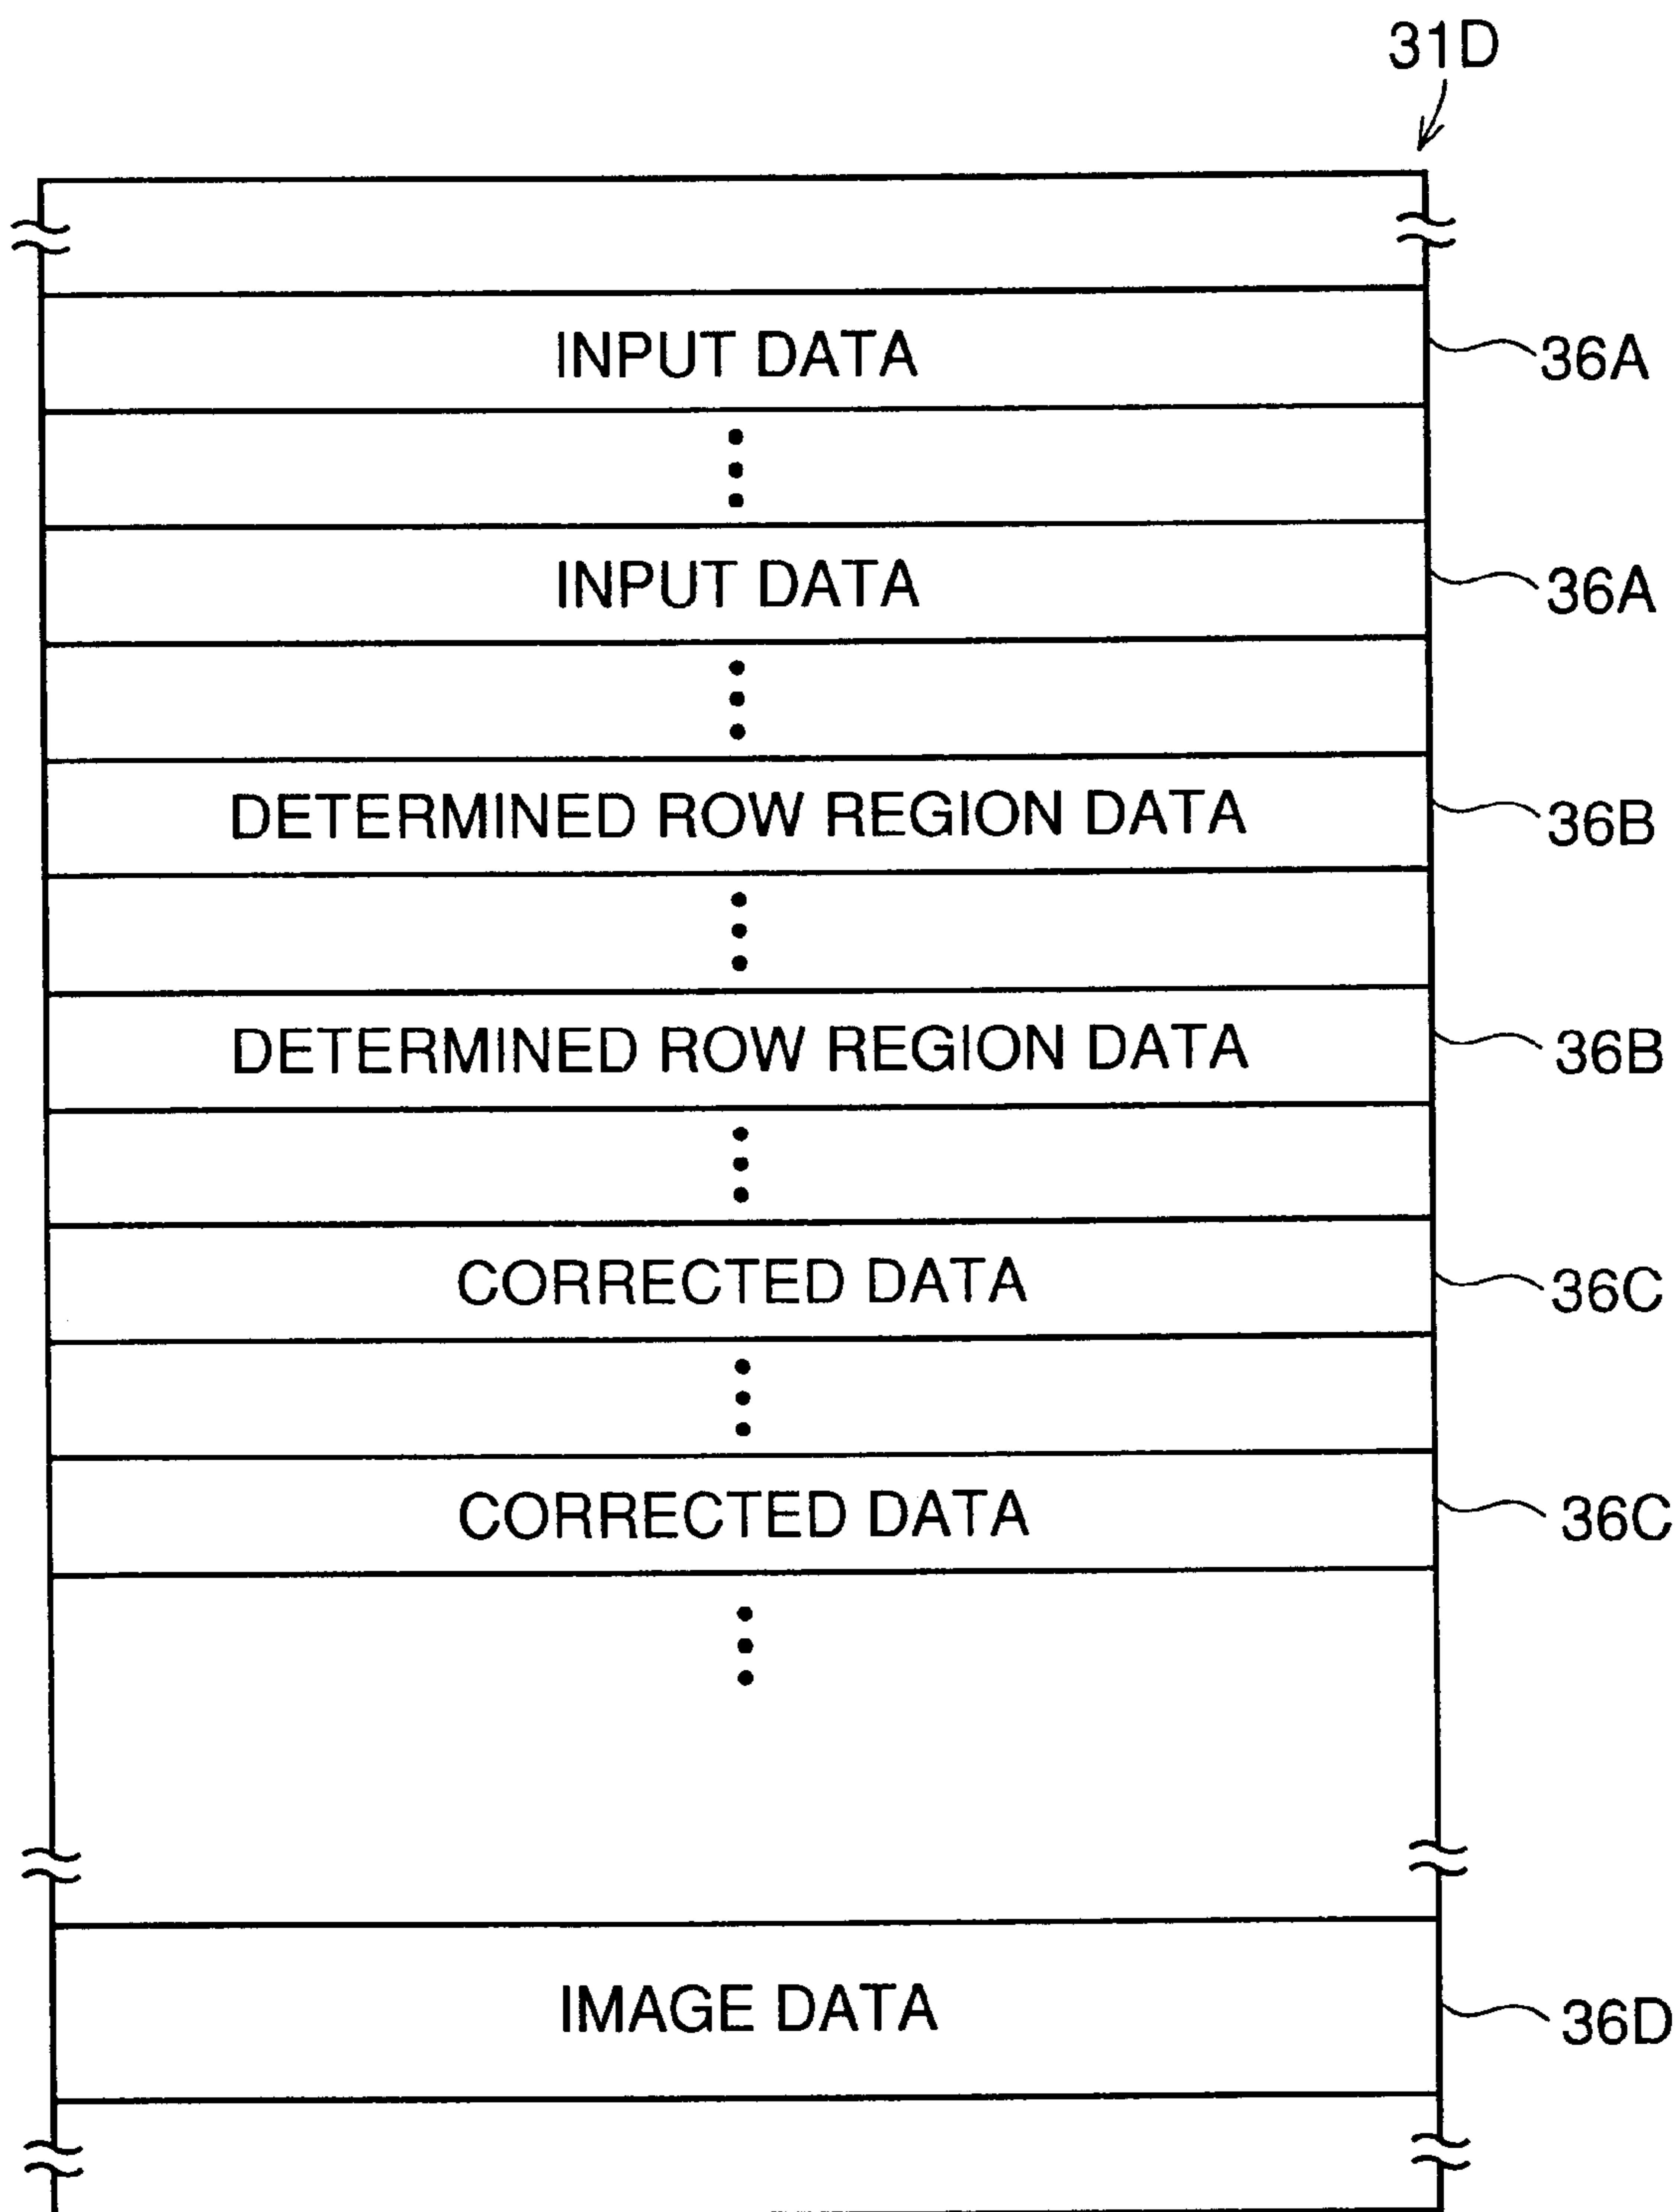 31D
INPUT DATA 36A
INPUT DATA 36A
DETERMINED ROW REGION DATA 36B
DETERMINED ROW REGION DATA 36B
CORRECTED DATA 36C
CORRECTED DATA 36C
IMAGE DATA 36D